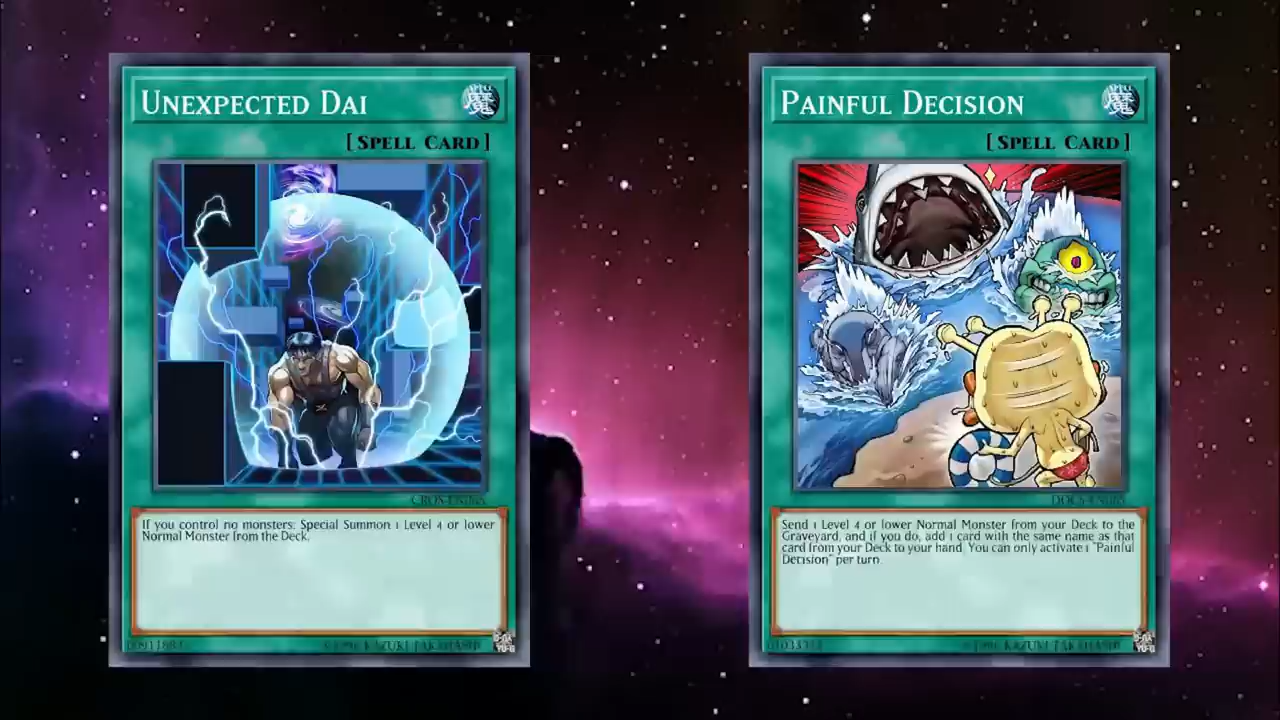 UNEXPECTED DAI
[SPELL CARD]
If you control no monsters: Special Summon 1 Level 4 or lower
Normal Monster from the Deck.
PAINFUL DECISION
[SPELL CARD]
Send 1 Level 4 or lower Normal Monster from your Deck to the
Graveyard, and if you do, add 1 card with the same name as that
card from your Deck to your hand. You can only activate 1 "Painful
Decision" per turn.